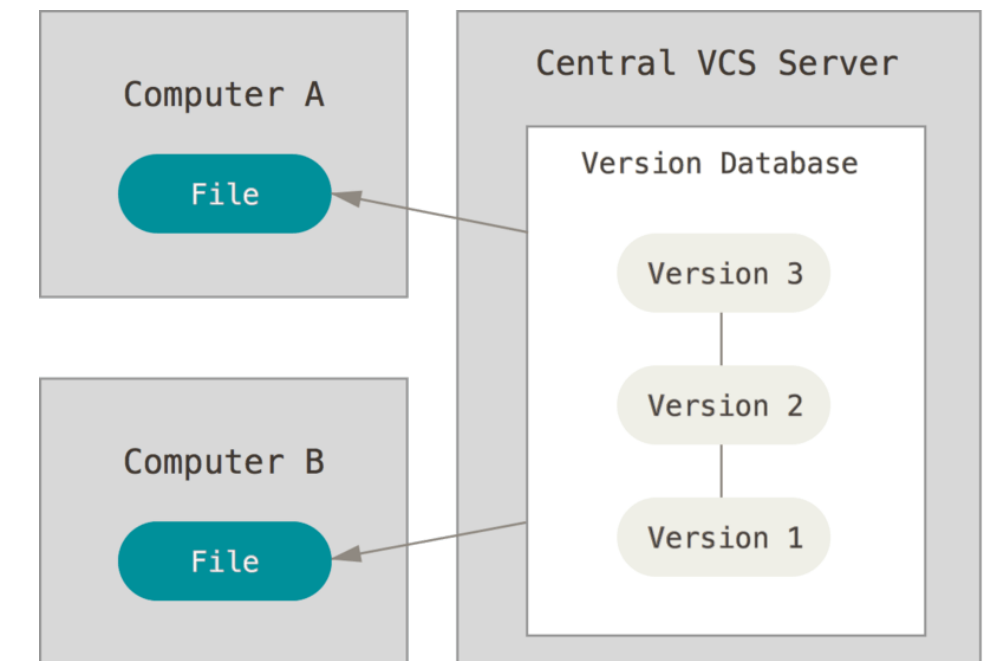 Computer A
File
Computer B
File
Central VCS Server
Version Database
Version 3
Version 2
Version 1